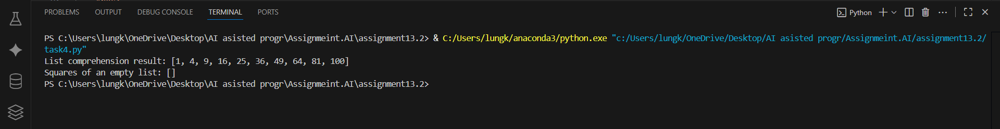 PROBLEMS OUTPUT DEBUG CONSOLE TERMINAL PORTS Python
PS C:\Users\lungk\OneDrive\Desktop\AI asisted progr\Assignmeint.AI\assignment13.2> & C:/Users/lungk/anaconda3/python.exe "c:/Users/lungk/OneDrive/Desktop/AI asisted progr/Assignmeint.AI/assignment13.2/
task4.py"
List comprehension result: [1, 4, 9, 16, 25, 36, 49, 64, 81, 100]
Squares of an empty list: []
PS C:\Users\lungk\OneDrive\Desktop\AI asisted progr\Assignmeint.AI\assignment13.2>